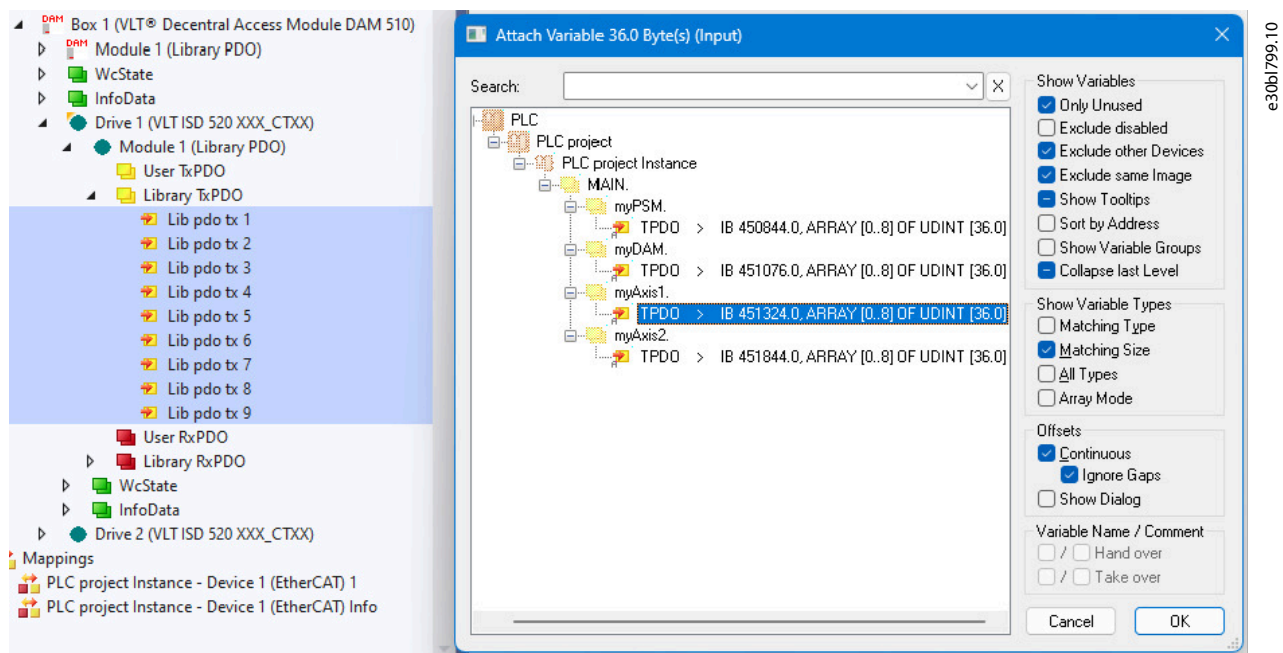 DAM Box 1 (VLT® Decentral Access Module DAM 510)
DAM Module 1 (Library PDO)
WcState
InfoData
Drive 1 (VLT ISD 520 XXX_CTXX)
Module 1 (Library PDO)
User TxPDO
Library TxPDO
Lib pdo tx 1
Lib pdo tx 2
Lib pdo tx 3
Lib pdo tx 4
Lib pdo tx 5
Lib pdo tx 6
Lib pdo tx 7
Lib pdo tx 8
Lib pdo tx 9
User RxPDO
Library RxPDO
WcState
InfoData
Drive 2 (VLT ISD 520 XXX_CTXX)
Mappings
PLC project Instance - Device 1 (EtherCAT) 1
PLC project Instance - Device 1 (EtherCAT) Info
Attach Variable 36.0 Byte(s) (Input)
Search:
X
PLC
PLC project
PLC project Instance
MAIN.
myPSM.
TPDO > IB 450844.0, ARRAY [0..8] OF UDINT [36.0]
myDAM.
TPDO > IB 451076.0, ARRAY [0..8] OF UDINT [36.0]
myAxis1.
TPDO > IB 451324.0, ARRAY [0..8] OF UDINT [36.0]
myAxis2.
TPDO > IB 451844.0, ARRAY [0..8] OF UDINT [36.0]
Show Variables
Only Unused
Exclude disabled
Exclude other Devices
Exclude same Image
Show Tooltips
Sort by Address
Show Variable Groups
Collapse last Level
Show Variable Types
Matching Type
Matching Size
All Types
Array Mode
Offsets
Continuous
Ignore Gaps
Show Dialog
Variable Name / Comment
/ Hand over
/ Take over
Cancel
OK
e30bl799.10